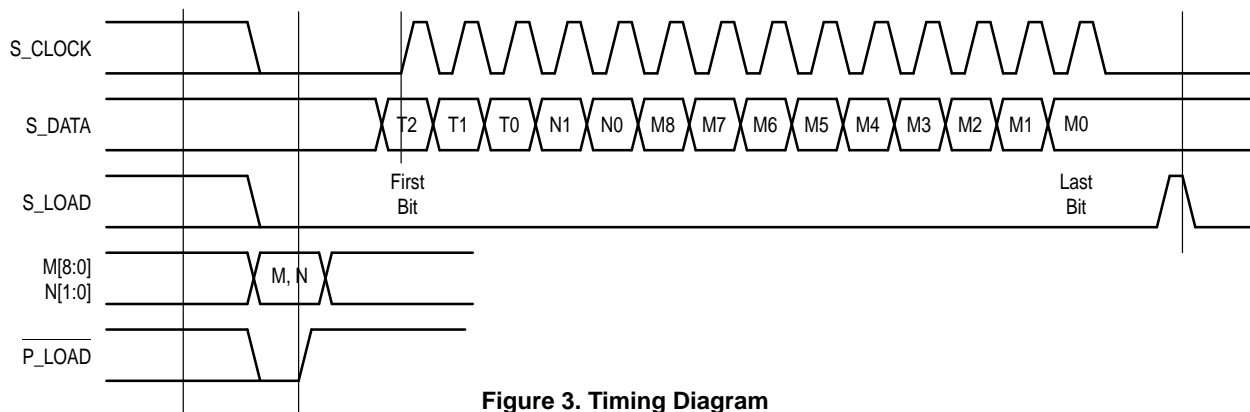 S_CLOCK
S_DATA
T2 T1 T0 N1 N0 M8 M7 M6 M5 M4 M3 M2 M1 M0
First
Bit
Last
Bit
S_LOAD
M[8:0]
N[1:0]
M, N
P_LOAD
Figure 3. Timing Diagram